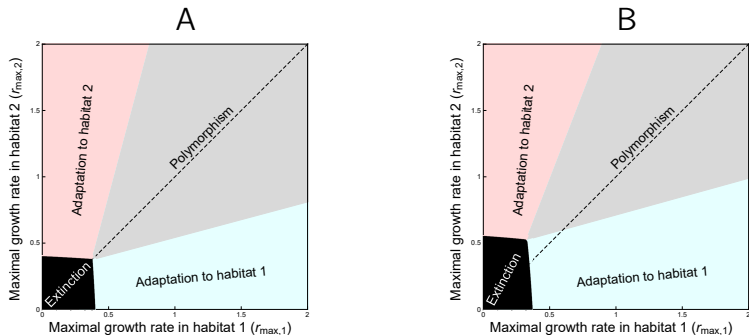 A
Maximal growth rate in habitat 2 (rmax,2)
2
1.5
1
0.5
0
Adaptation to habitat 2
Polymorphism
Extinction
Adaptation to habitat 1
0
0.5
1
1.5
2
Maximal growth rate in habitat 1 (rmax,1)
B
Maximal growth rate in habitat 2 (rmax,2)
2
1.5
1
0.5
0
Adaptation to habitat 2
Polymorphism
Extinction
Adaptation to habitat 1
0
0.5
1
1.5
2
Maximal growth rate in habitat 1 (rmax,1)